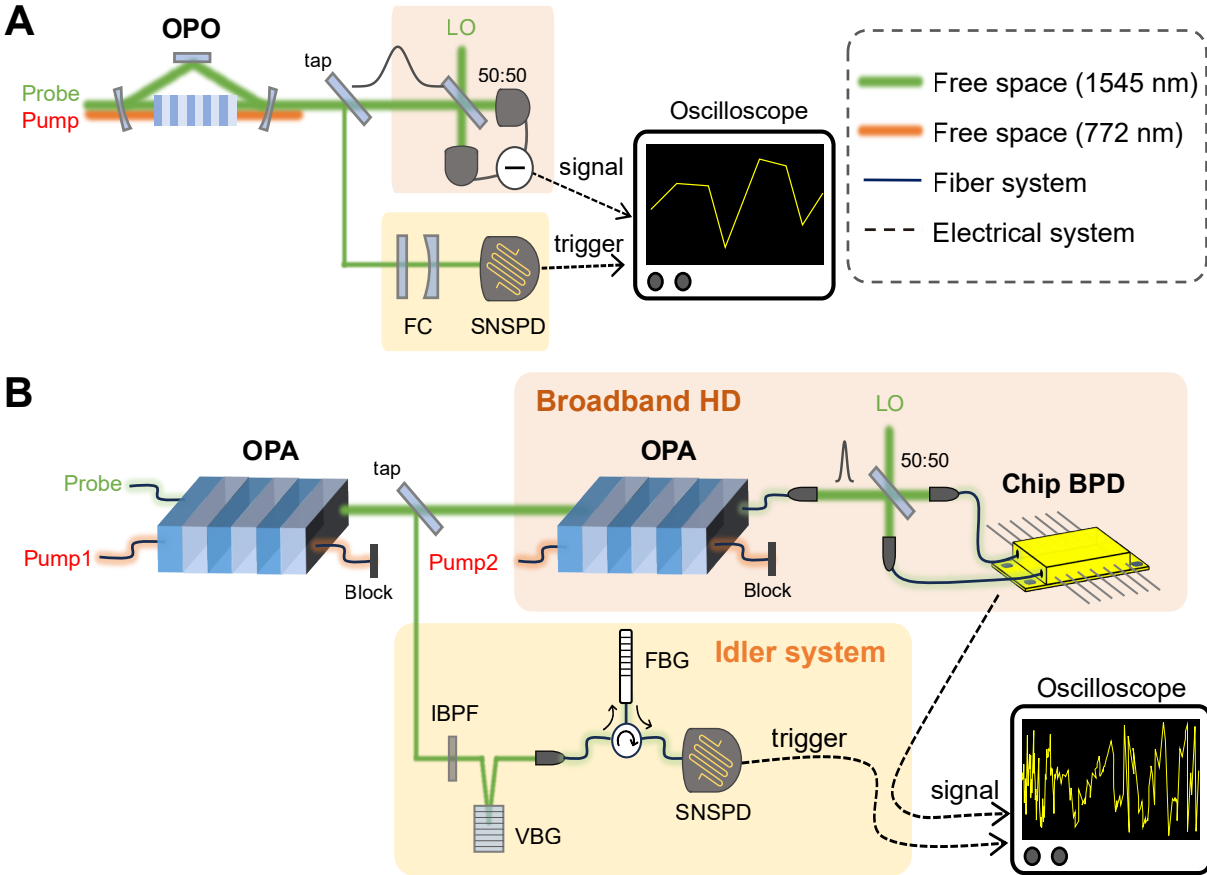 A
OPO
Probe
Pump
tap
LO
50:50
signal
trigger
FC
SNSPD
Oscilloscope
Free space (1545 nm)
Free space (772 nm)
Fiber system
Electrical system
B
Broadband HD
OPA
Probe
Pump1
Block
tap
OPA
Pump2
Block
LO
50:50
Chip BPD
Idler system
FBG
IBPF
VBG
SNSPD
trigger
signal
Oscilloscope